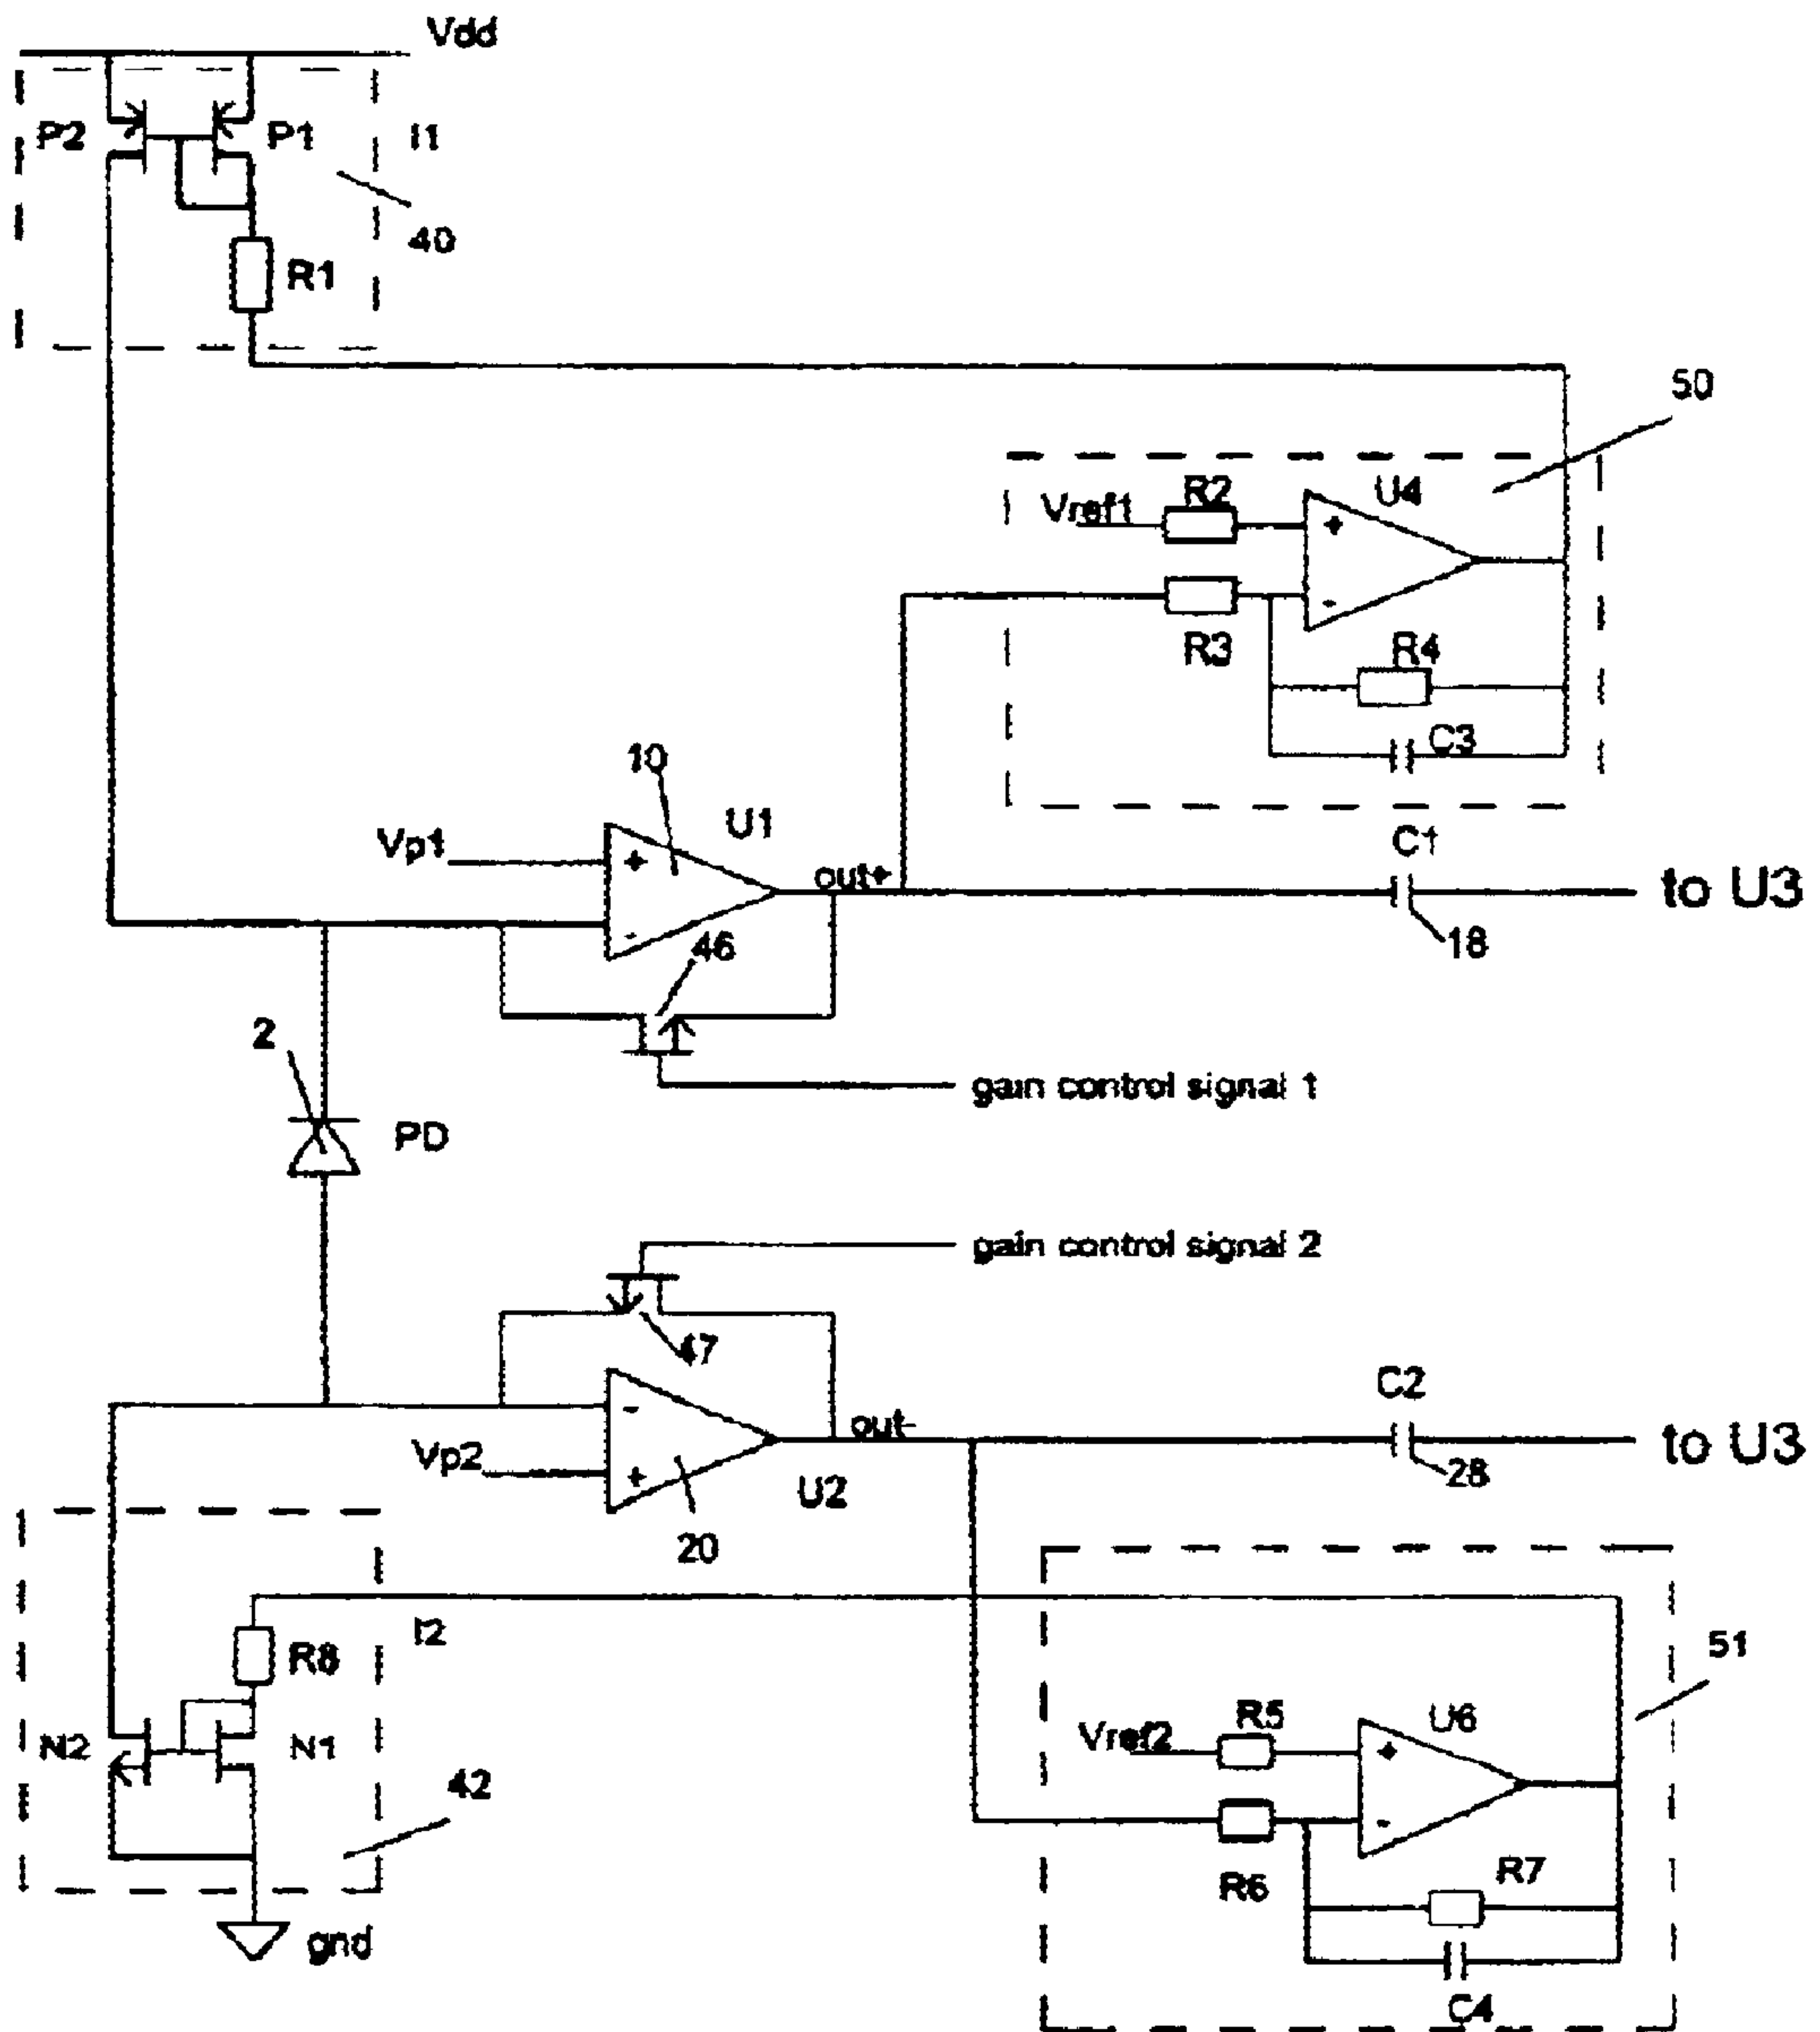 Vdd
P2
P1
I1
40
R1
50
R2
U4
Vref1
+
-
R3
R4
C3
10
U1
C1
Vp1
+
out+
to U3
-
46
18
2
gain control signal 1
PD
gain control signal 2
47
C2
-
out-
to U3
Vp2
+
28
U2
20
I2
R8
51
R5
U6
Vref2
+
N2
N1
42
-
R6
R7
gnd
C4